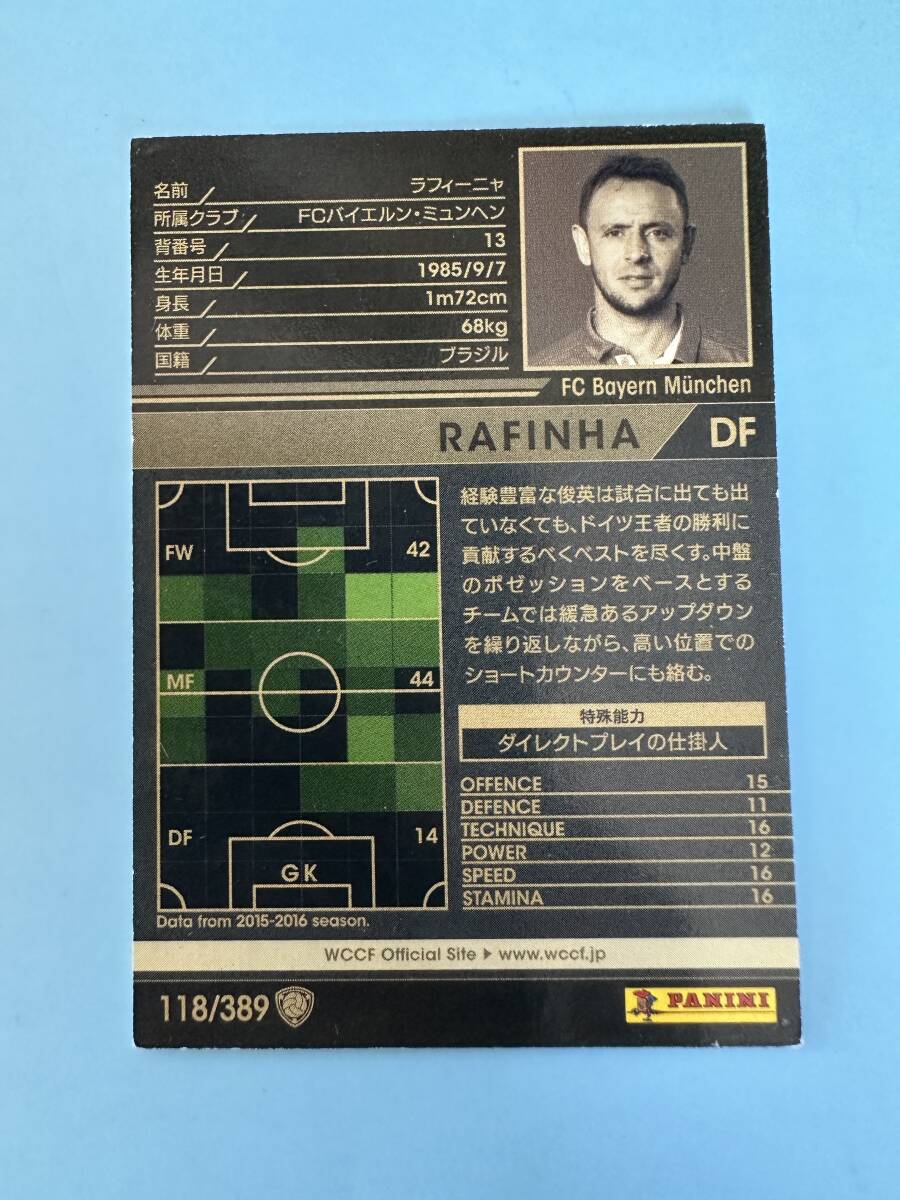 名前 ラフィーニャ
所属クラブ FCバイエルン・ミュンヘン
背番号 13
生年月日 1985/9/7
身長 1m72cm
体重 68kg
国籍 ブラジル
FC Bayern München
RAFINHA DF
FW 42
MF 44
DF 14
GK
Data from 2015-2016 season.
経験豊富な俊英は試合に出ても出
ていなくても、ドイツ王者の勝利に
貢献するべくベストを尽くす。中盤
のポゼッションをベースとする
チームでは緩急あるアップダウン
を繰り返しながら、高い位置での
ショートカウンターにも絡む。
特殊能力
ダイレクトプレイの仕掛人
OFFENCE 15
DEFENCE 11
TECHNIQUE 16
POWER 12
SPEED 16
STAMINA 16
WCCF Official Site ▶ www.wccf.jp
118/389
PANINI